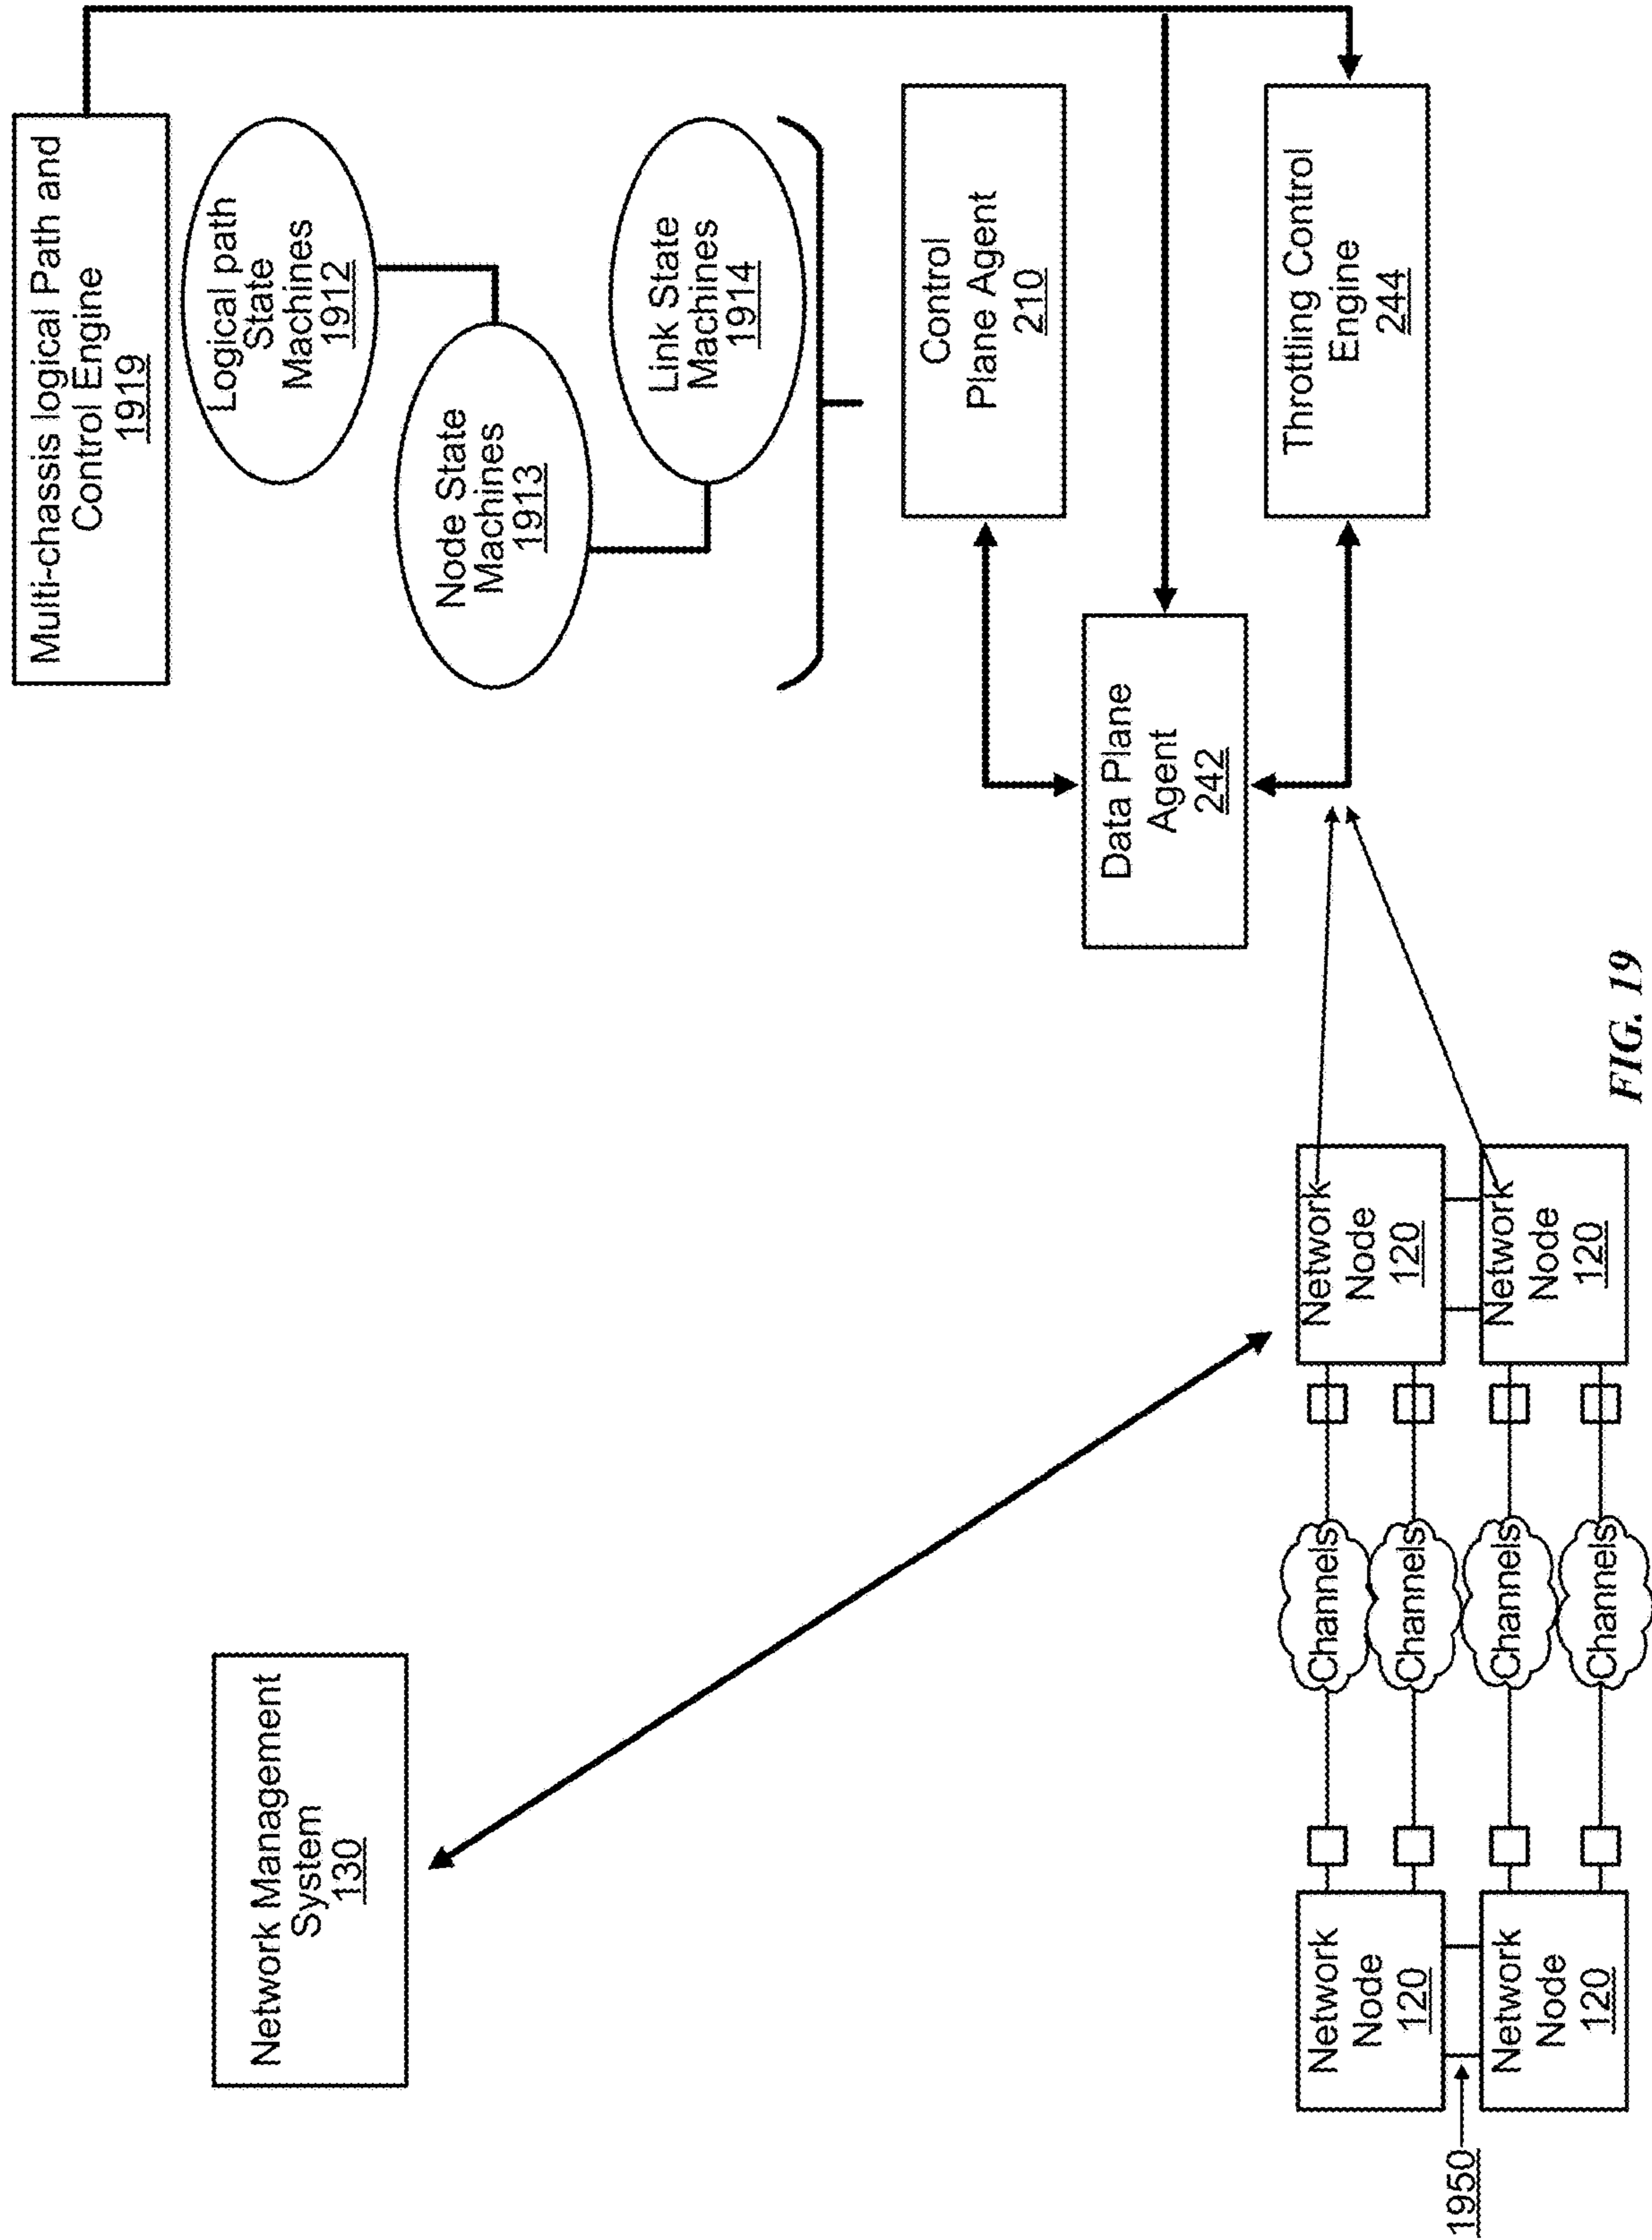 Multi-chassis logical Path and
Control Engine
1919
Logical path
State
Machines
1912
Node State
Machines
1913
Link State
Machines
1914
Network Management
System
130
Control
Plane Agent
210
Data Plane
Agent
242
Throttling Control
Engine
244
Network
Node
120
Channels
Channels
Network
Node
120
1950
Network
Node
120
Channels
Channels
Network
Node
120
FIG. 19